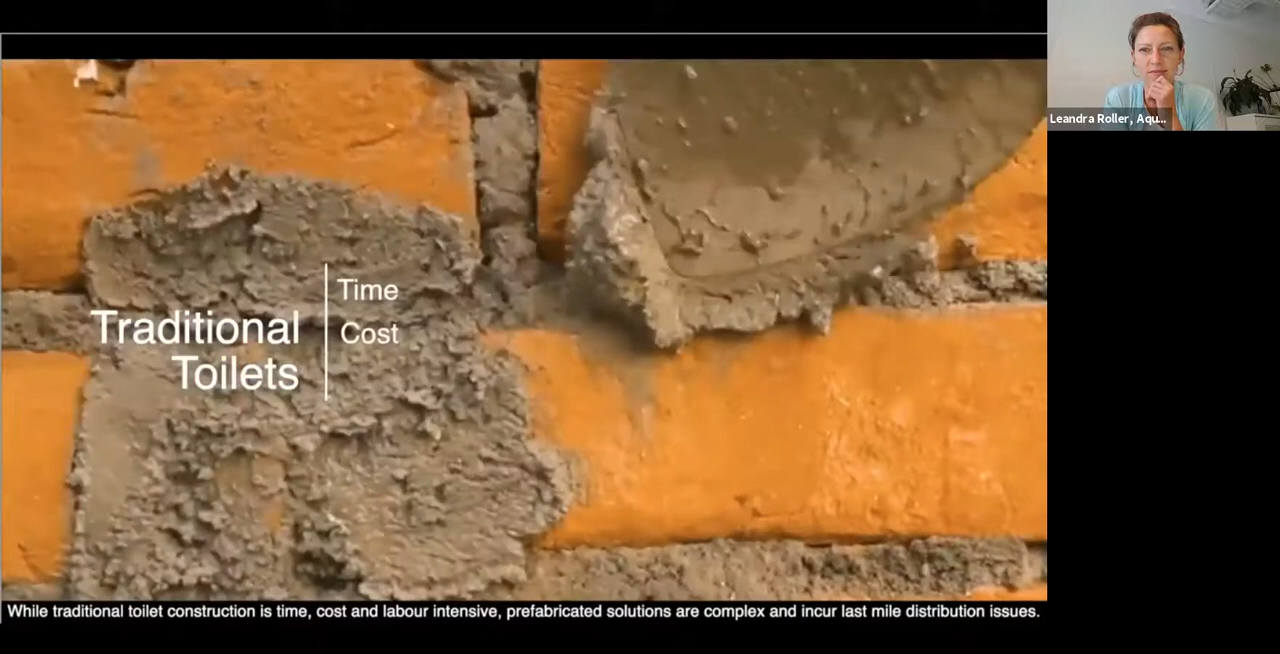 Leandra Roller, Aqu...
Time
Cost
Traditional
Toilets
While traditional toilet construction is time, cost and labour intensive, prefabricated solutions are complex and incur last mile distribution issues.